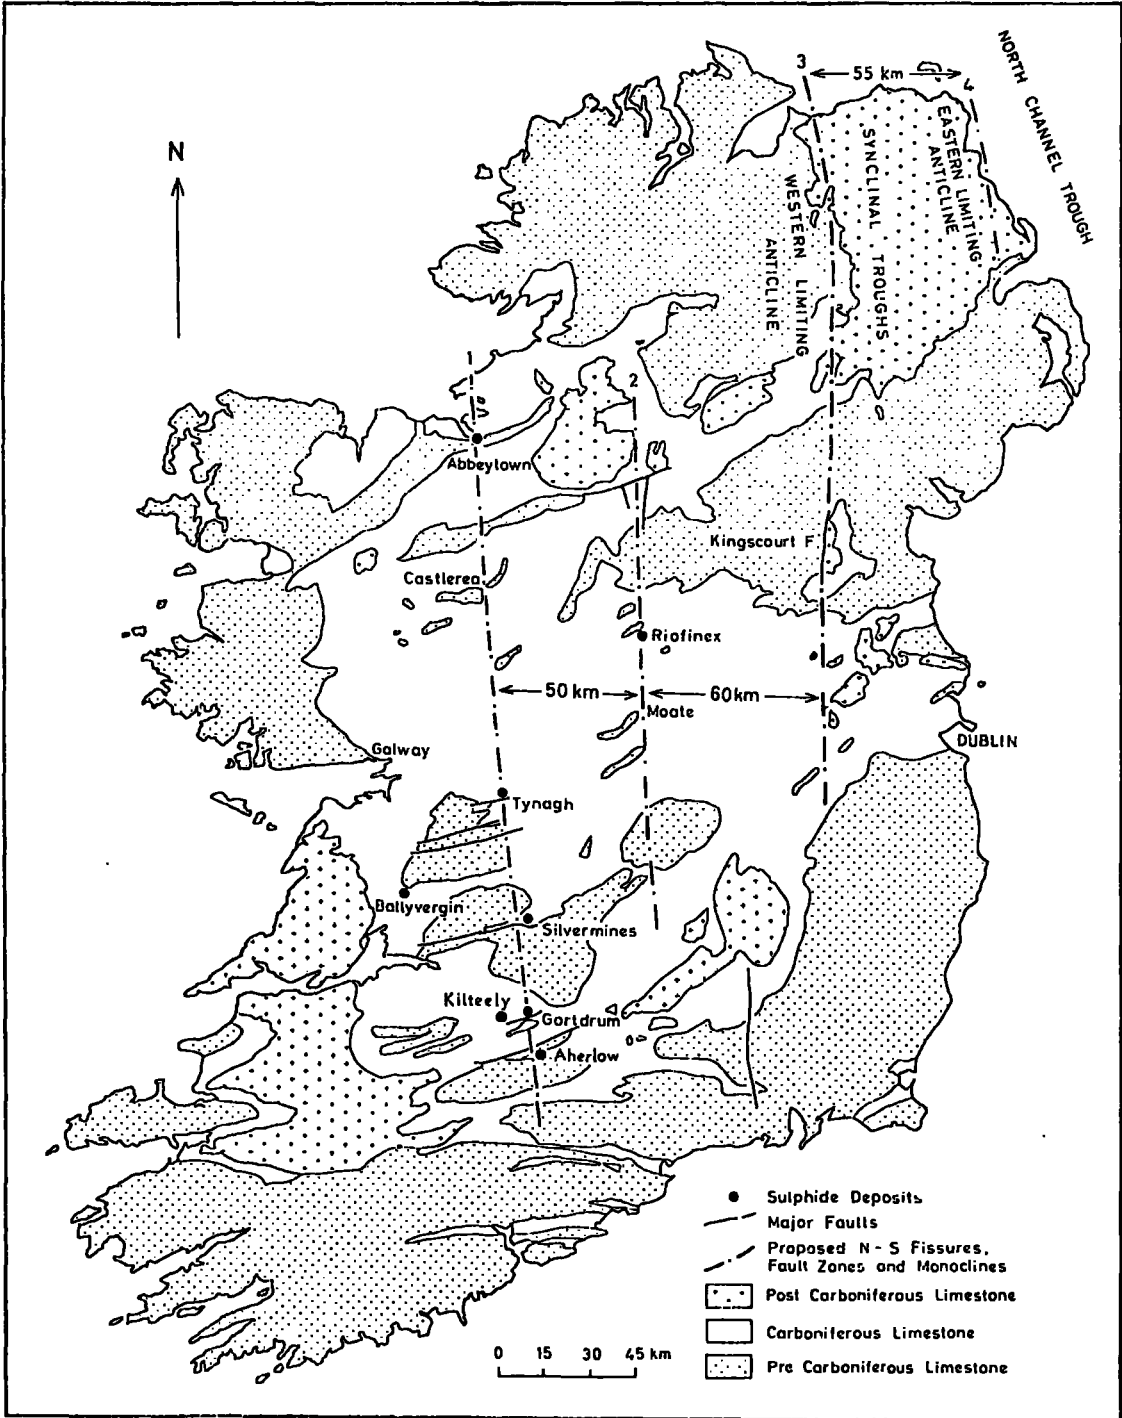 NORTH CHANNEL TROUGH
3
55 km
4
N
EASTERN LIMITING
ANTICLINE
SYNCLINAL TROUGHS
WESTERN LIMITING
ANTICLINE
1
2
Abbeytown
Kingscourt F
Castlerea
Riofinex
50 km
60km
Moate
DUBLIN
Galway
Tynagh
Ballyvergin
Silvermines
Kilteely
Gortdrum
Aherlow
Sulphide Deposits
Major Faults
Proposed N - S Fissures,
Fault Zones and Monoclines
Post Carboniferous Limestone
Carboniferous Limestone
Pre Carboniferous Limestone
0 15 30 45 km